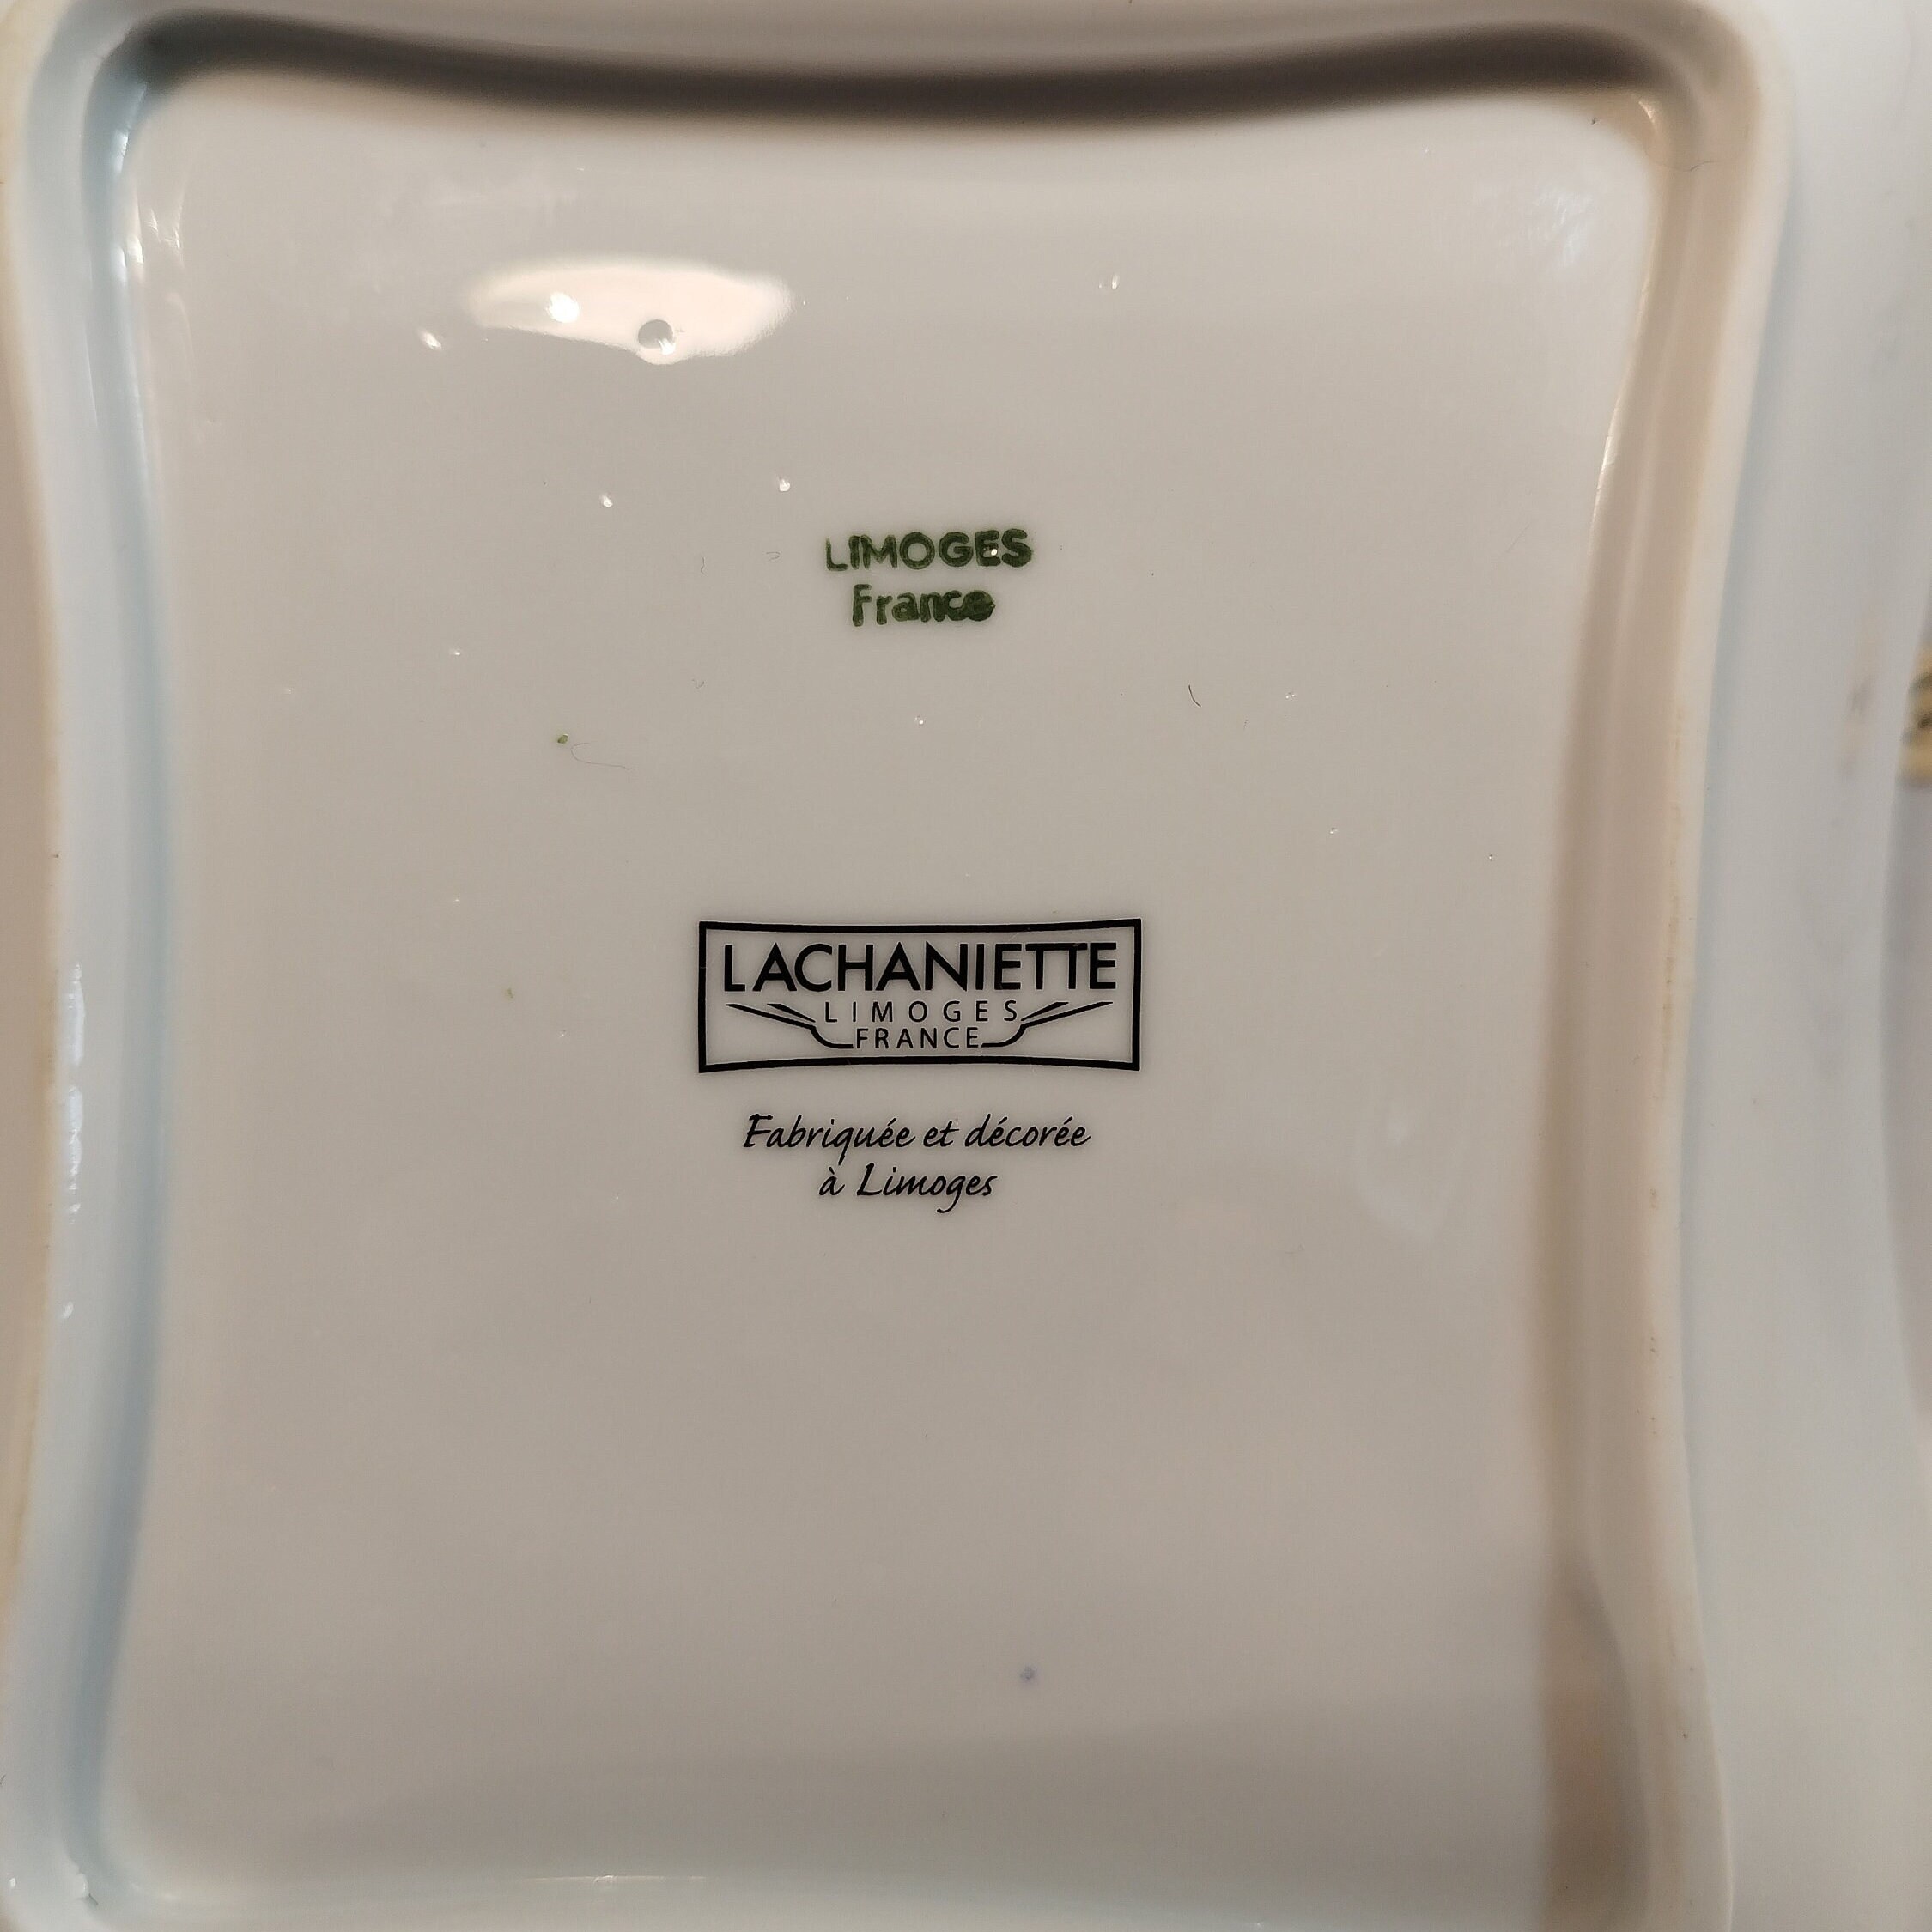 LIMOGES
France
LACHANIETTE
LIMOGES
FRANCE
Fabriquée et décorée
à Limoges